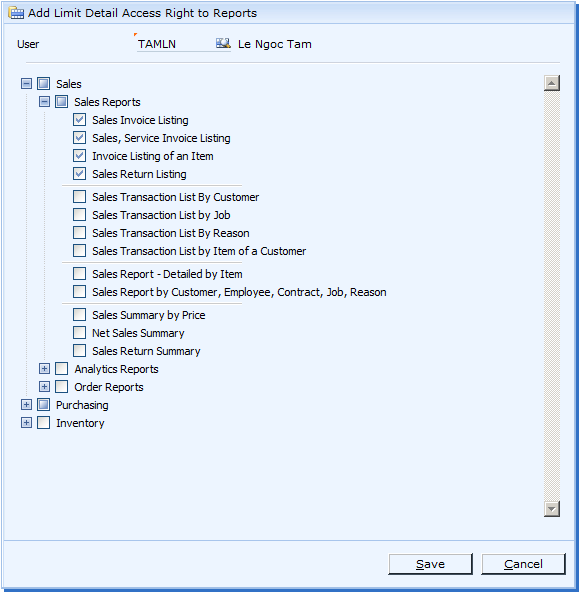 Add Limit Detail Access Right to Reports
User TAMLN Le Ngoc Tam
Sales
Sales Reports
Sales Invoice Listing
Sales, Service Invoice Listing
Invoice Listing of an Item
Sales Return Listing
Sales Transaction List By Customer
Sales Transaction List by Job
Sales Transaction List By Reason
Sales Transaction List by Item of a Customer
Sales Report - Detailed by Item
Sales Report by Customer, Employee, Contract, Job, Reason
Sales Summary by Price
Net Sales Summary
Sales Return Summary
Analytics Reports
Order Reports
Purchasing
Inventory
Save Cancel